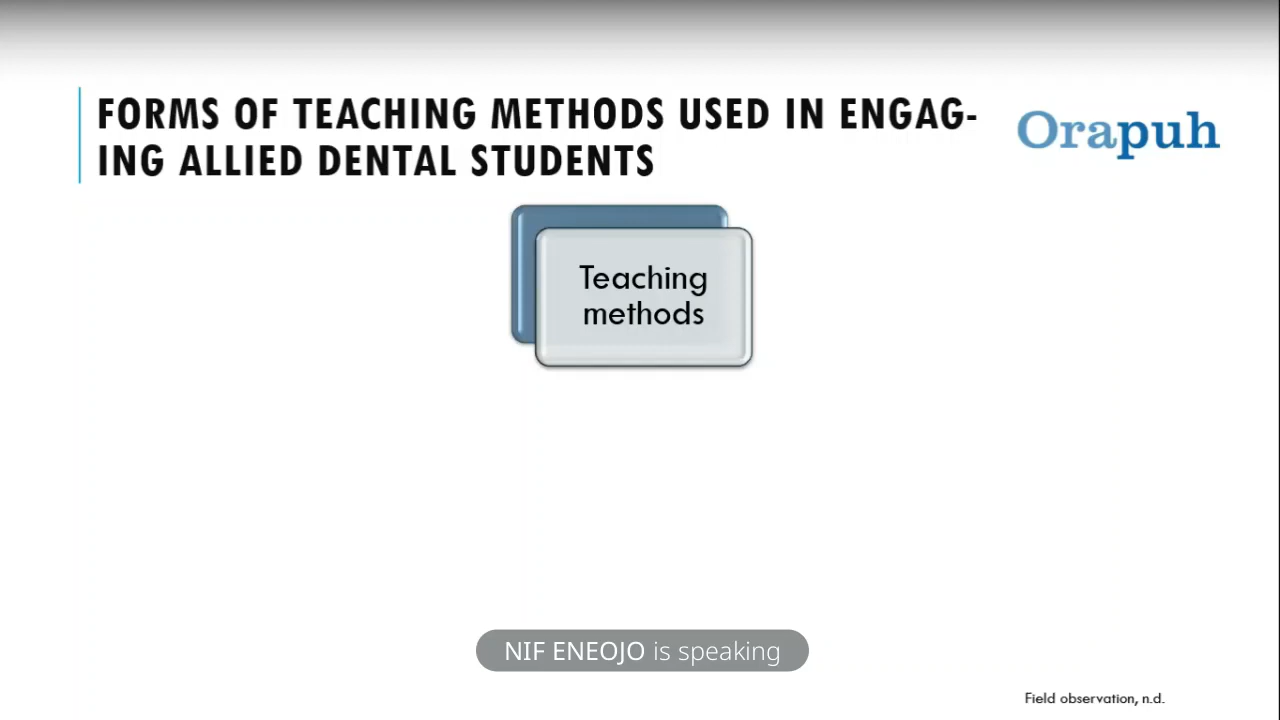 FORMS OF TEACHING METHODS USED IN ENGAG-
ING ALLIED DENTAL STUDENTS
Orapuh
Teaching
methods
NIF ENEOJO is speaking
Field observation, n.d.